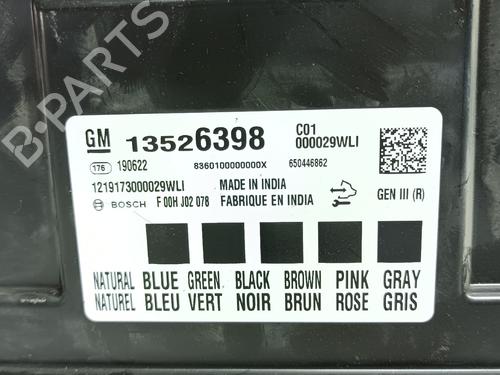 B-PARTS
GM 13526398 C01
000029WLI
176 190622 8360100000000X 650446862
1219173000029WLI MADE IN INDIA
BOSCH F 00H J02 078 FABRIQUE EN INDIA GEN III (R)
NATURAL BLUE GREEN BLACK BROWN PINK GRAY
NATUREL BLEU VERT NOIR BRUN ROSE GRIS